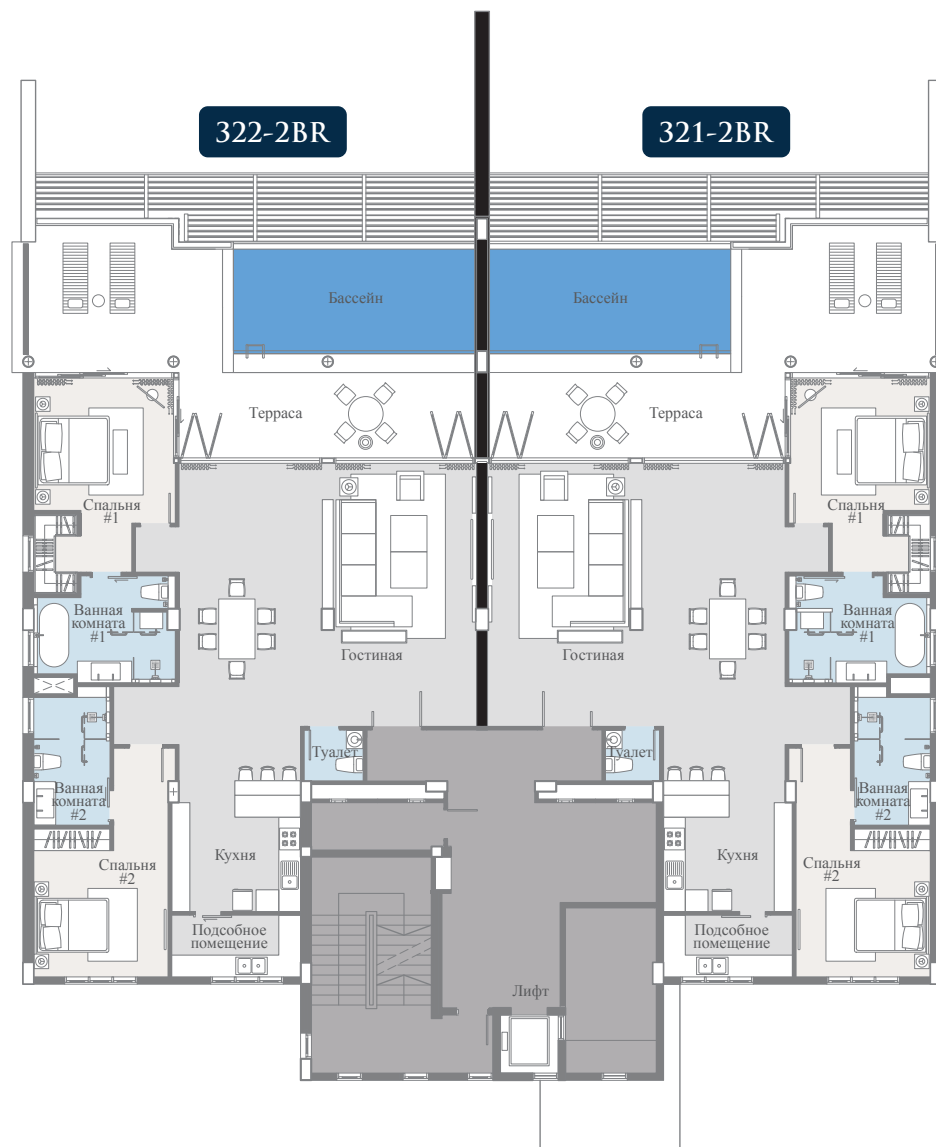 322-2BR
321-2BR
Бассейн
Бассейн
Терраса
Терраса
Спальня
#1
Спальня
#1
Ванная
комната
#1
Ванная
комната
#1
Гостиная
Гостиная
Туалет
Туалет
Ванная
комната
#2
Ванная
комната
#2
Кухня
Кухня
Спальня
#2
Спальня
#2
Подсобное
помещение
Подсобное
помещение
Лифт